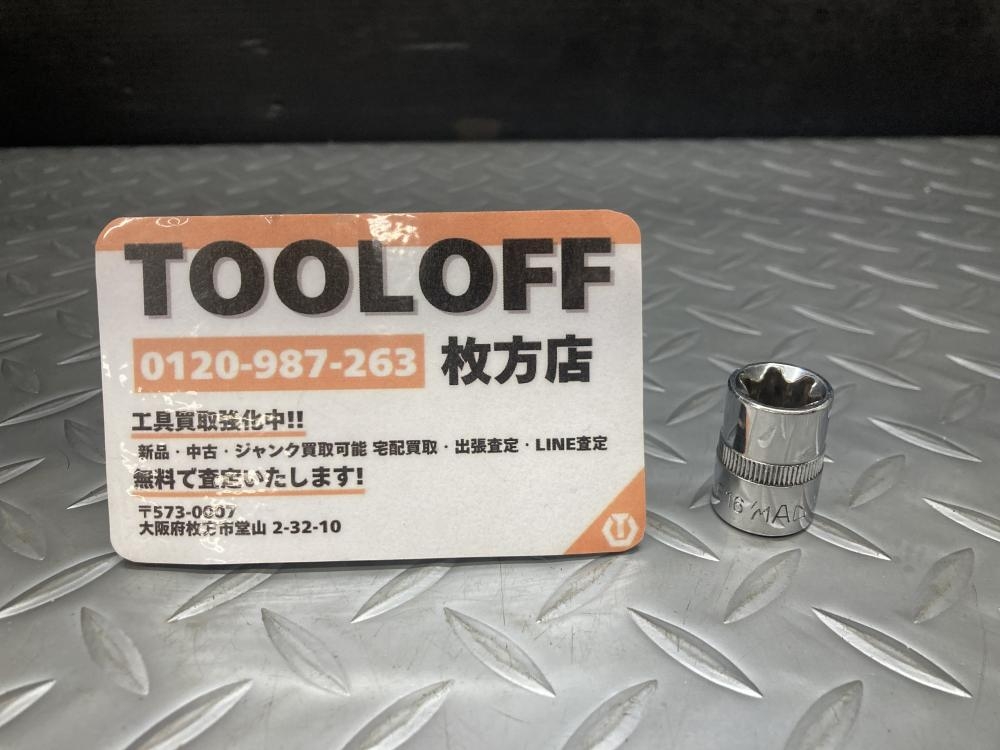 TOOLOFF
0120-987-263 枚方店
工具買取強化中!!
新品・中古・ジャンク買取可能 宅配買取・出張査定・LINE査定
無料で査定いたします!
〒573-0007
大阪府枚方市堂山 2-32-10
16 MAC